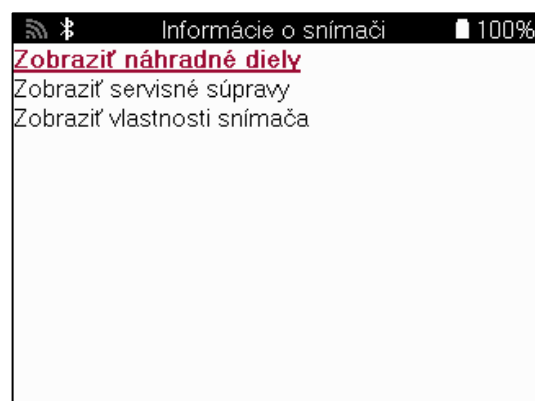 Informácie o snímači 100%
Zobraziť náhradné diely
Zobraziť servisné súpravy
Zobraziť vlastnosti snímača